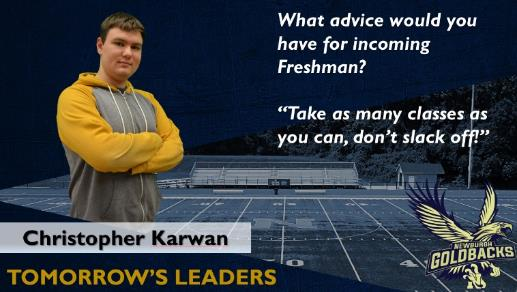 What advice would you
have for incoming
Freshman?
“Take as many classes as
you can, don’t slack off!”
Christopher Karwan
NEWBURGH
GOLDBACKS
TOMORROW’S LEADERS